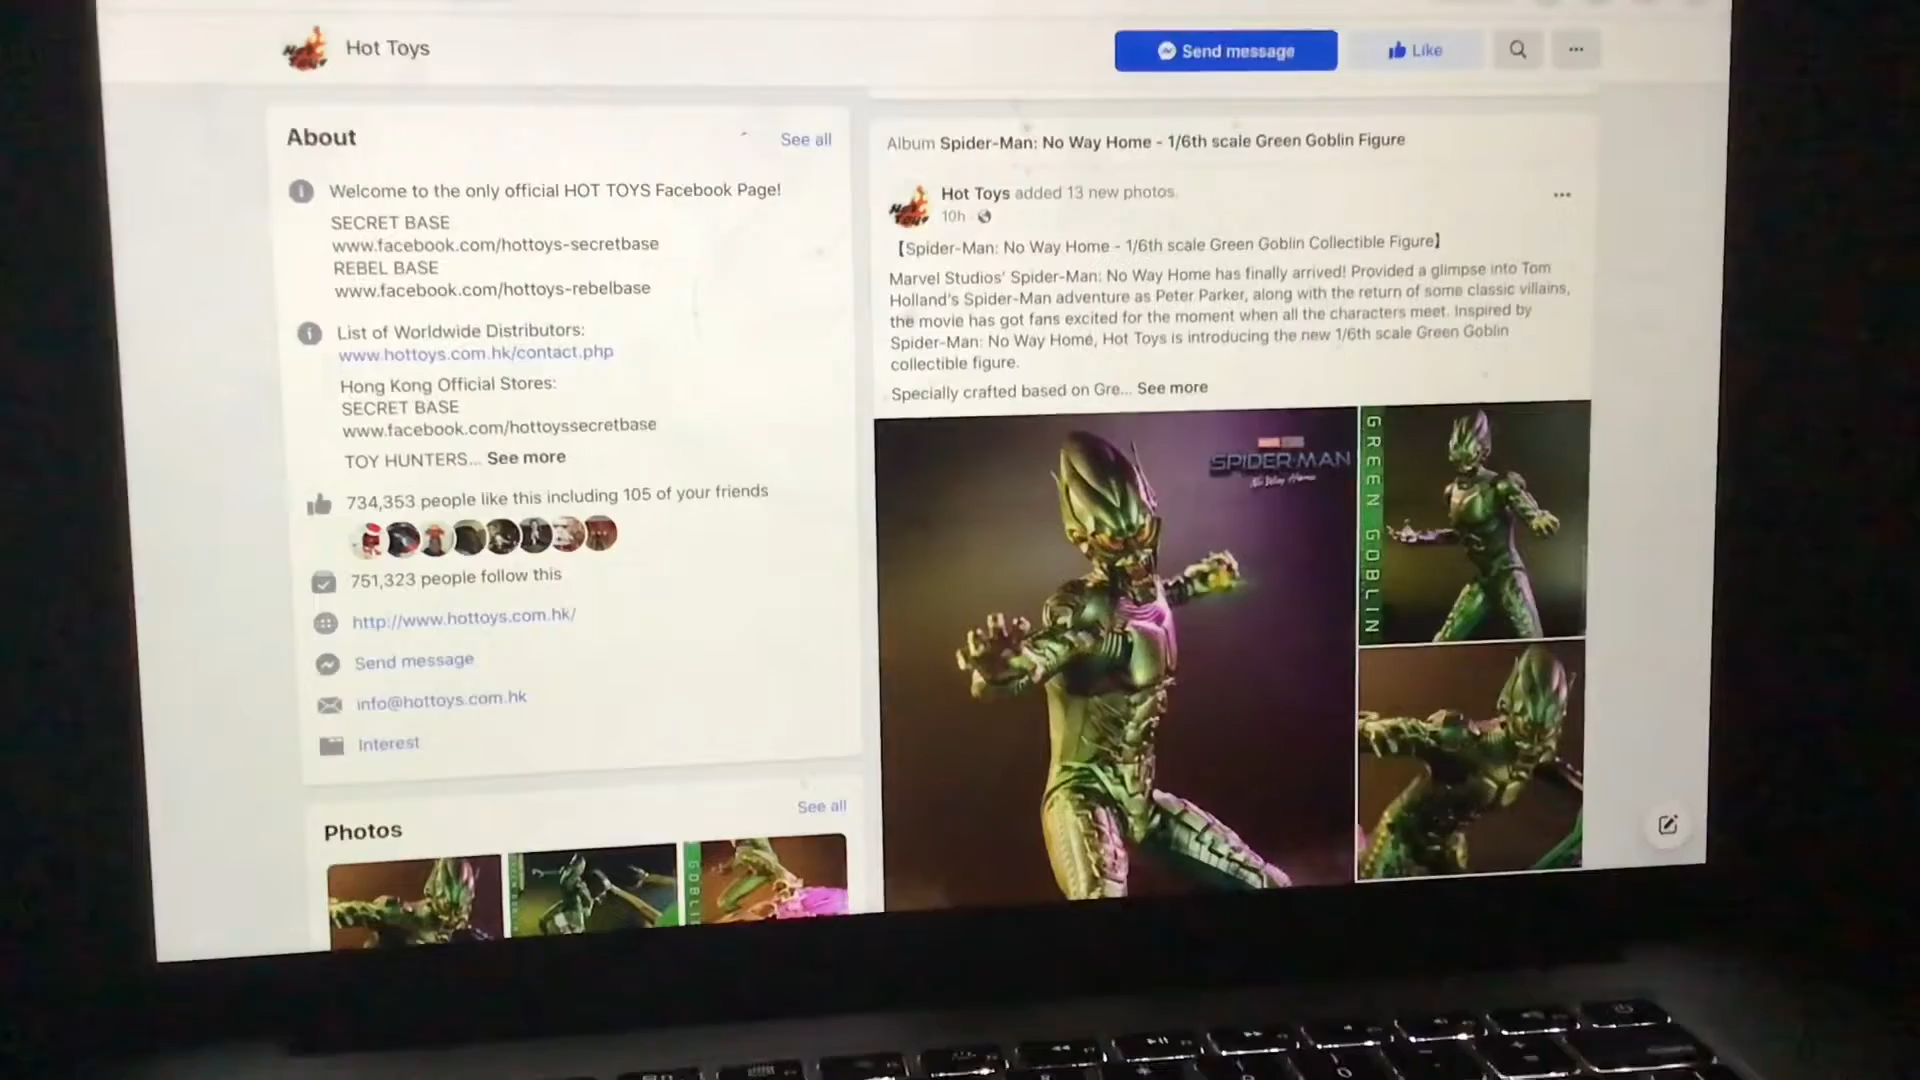 Hot Toys
Send message
Like
About
See all
Welcome to the only official HOT TOYS Facebook Page!
SECRET BASE
www.facebook.com/hottoys-secretbase
REBEL BASE
www.facebook.com/hottoys-rebelbase
List of Worldwide Distributors:
www.hottoys.com.hk/contact.php
Hong Kong Official Stores:
SECRET BASE
www.facebook.com/hottoyssecretbase
TOY HUNTERS... See more
734,353 people like this including 105 of your friends
751,323 people follow this
http://www.hottoys.com.hk/
Send message
info@hottoys.com.hk
Interest
Photos
See all
Album Spider-Man: No Way Home - 1/6th scale Green Goblin Figure
Hot Toys added 13 new photos.
10h
【Spider-Man: No Way Home - 1/6th scale Green Goblin Collectible Figure】
Marvel Studios' Spider-Man: No Way Home has finally arrived! Provided a glimpse into Tom
Holland's Spider-Man adventure as Peter Parker, along with the return of some classic villains,
the movie has got fans excited for the moment when all the characters meet. Inspired by
Spider-Man: No Way Home, Hot Toys is introducing the new 1/6th scale Green Goblin
collectible figure.
Specially crafted based on Gre... See more
SPIDER-MAN
No Way Home
GREEN GOBLIN